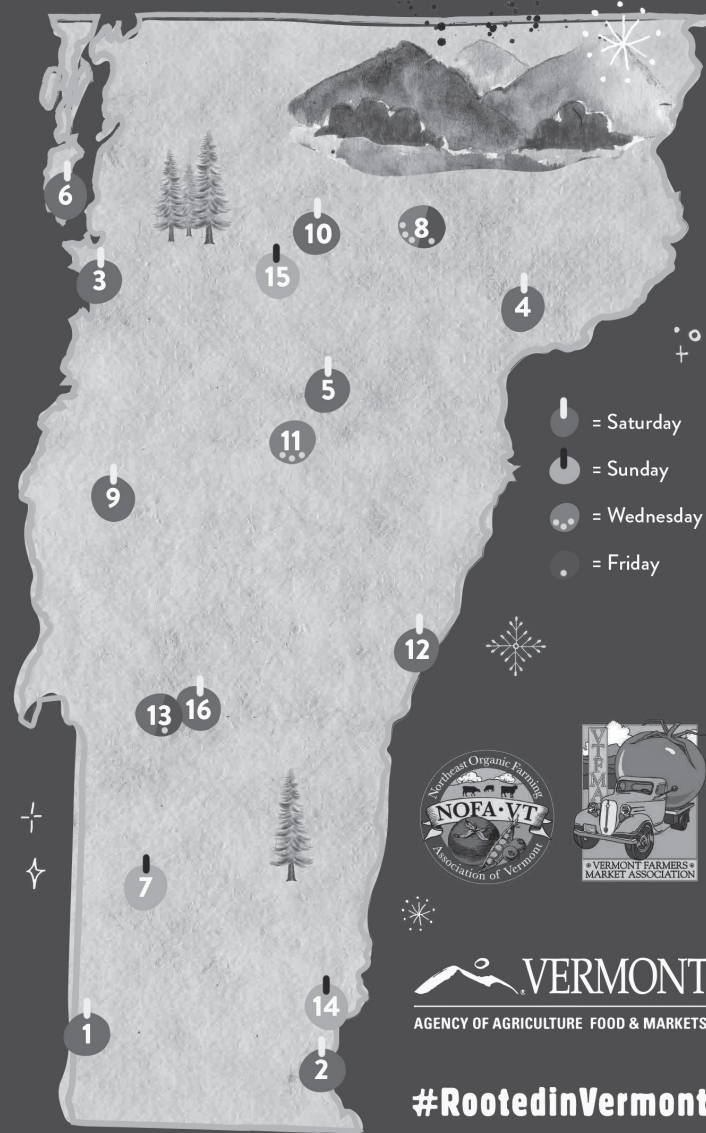 6
10
8
15
3
4
5
11
9
12
13
16
7
14
1
2
= Saturday
= Sunday
= Wednesday
= Friday
Northeast Organic Farming
NOFA·VT
Association of Vermont
VTFMA
VERMONT FARMERS
MARKET ASSOCIATION
VERMONT
AGENCY OF AGRICULTURE FOOD & MARKETS
#RootedinVermont